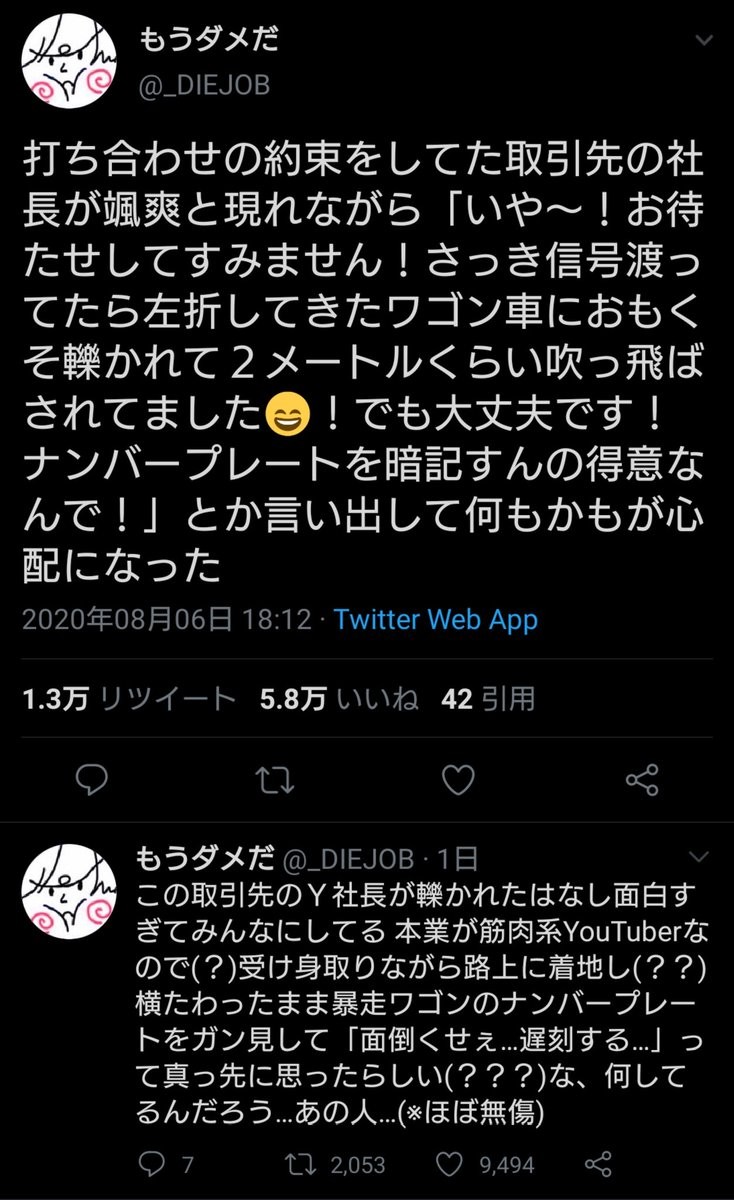 もうダメだ
@_DIEJOB
打ち合わせの約束をしてた取引先の社
長が颯爽と現れながら「いや〜！お待
たせしてすみません！さっき信号渡っ
てたら左折してきたワゴン車におもく
そ轢かれて２メートルくらい吹っ飛ば
されてました😄！でも大丈夫です！
ナンバープレートを暗記すんの得意な
んで！」とか言い出して何もかもが心
配になった
2020年08月06日 18:12 · Twitter Web App
1.3万 リツイート 5.8万 いいね 42 引用
もうダメだ @_DIEJOB · 1日
この取引先のＹ社長が轢かれたはなし面白す
ぎてみんなにしてる 本業が筋肉系YouTuberな
ので(？)受け身取りながら路上に着地し(？？)
横たわったまま暴走ワゴンのナンバープレー
トをガン見して「面倒くせぇ…遅刻する…」っ
て真っ先に思ったらしい(？？？)な、何して
るんだろう…あの人…(※ほぼ無傷)
7 2,053 9,494